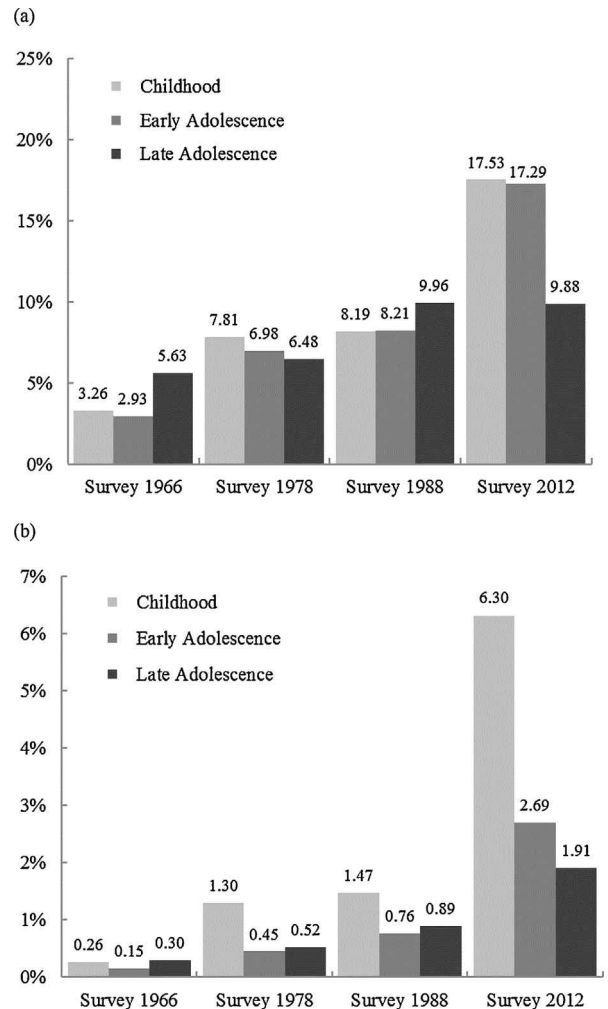 (a)
25%
20%
15%
10%
5%
0%
Childhood
Early Adolescence
Late Adolescence
3.26
2.93
5.63
7.81
6.98
6.48
8.19
8.21
9.96
17.53
17.29
9.88
Survey 1966
Survey 1978
Survey 1988
Survey 2012
(b)
7%
6%
5%
4%
3%
2%
1%
0%
Childhood
Early Adolescence
Late Adolescence
0.26
0.15
0.30
1.30
0.45
0.52
1.47
0.76
0.89
6.30
2.69
1.91
Survey 1966
Survey 1978
Survey 1988
Survey 2012